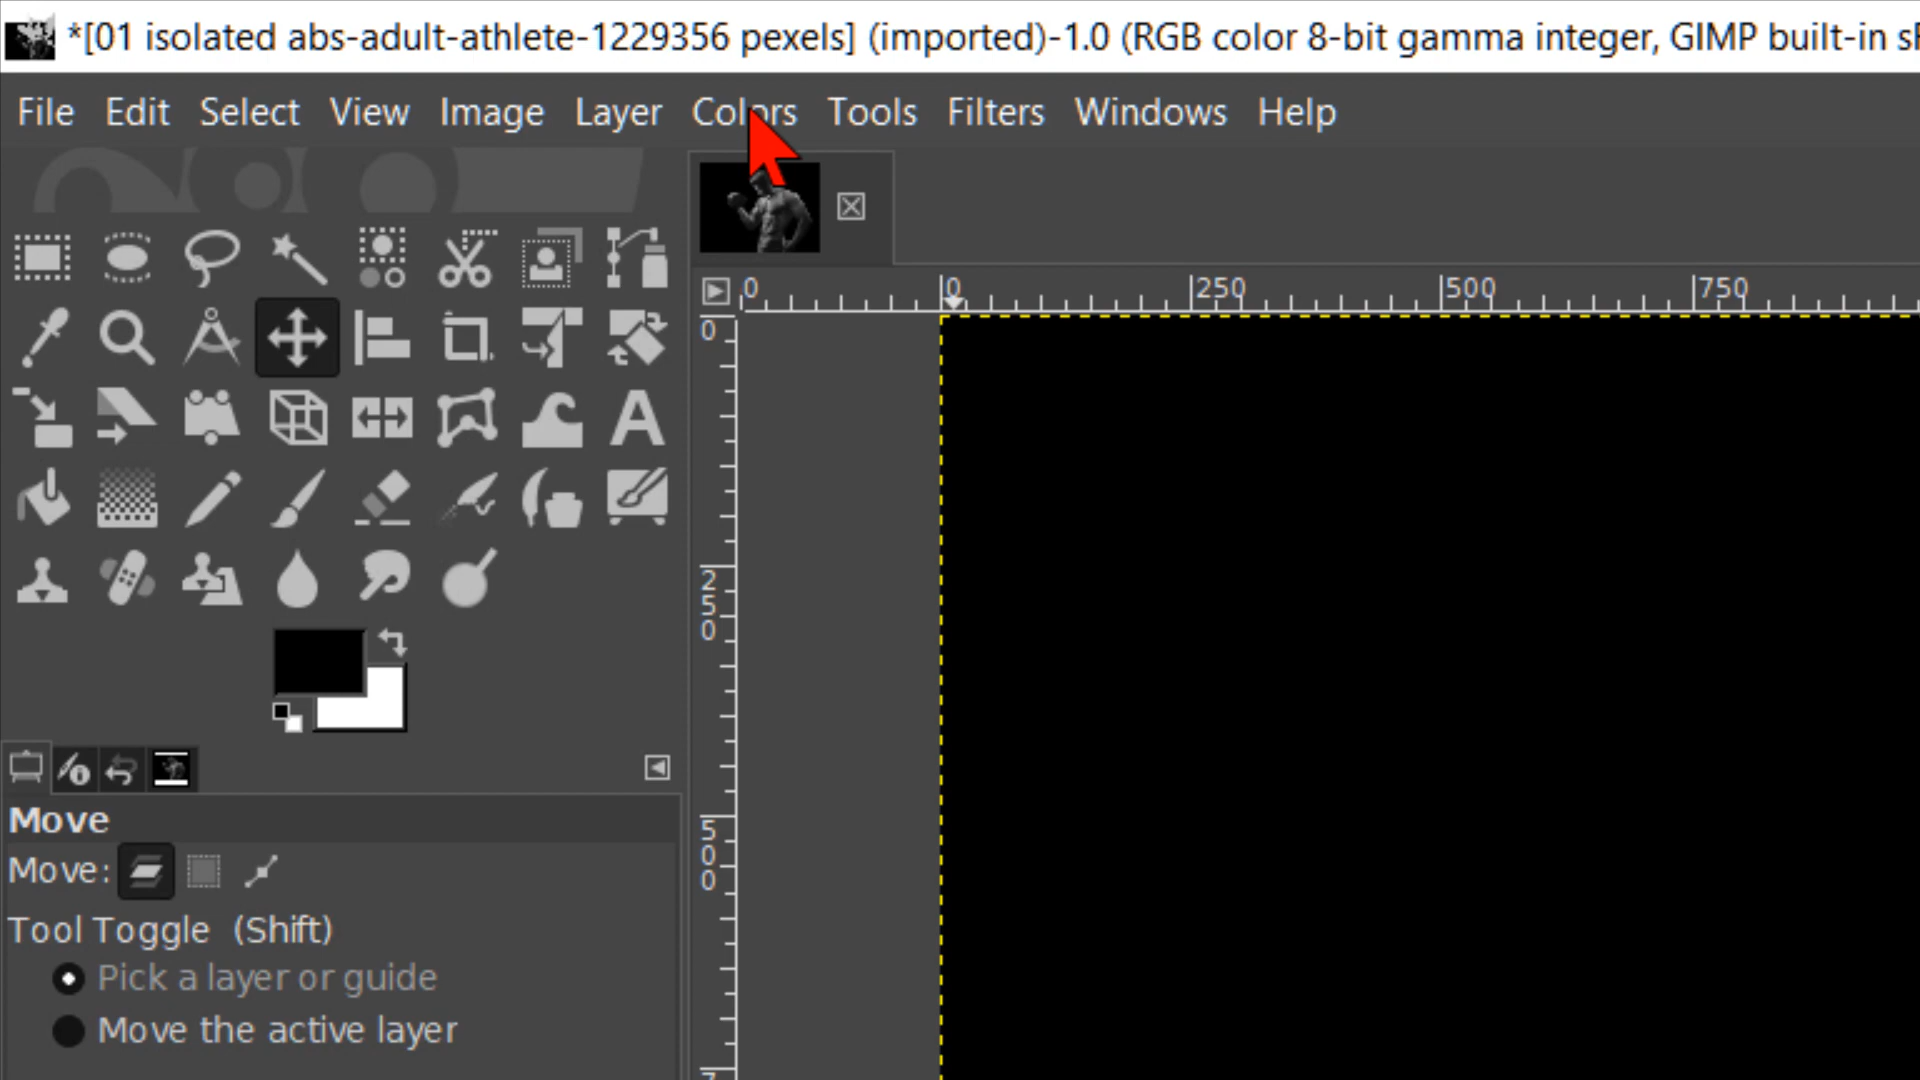 *[01 isolated abs-adult-athlete-1229356 pexels] (imported)-1.0 (RGB color 8-bit gamma integer, GIMP built-in
File Edit Select View Image Layer Colors Tools Filters Windows Help
0 0 250 500 750
0
250
500
7
Move
Move:
Tool Toggle (Shift)
Pick a layer or guide
Move the active layer